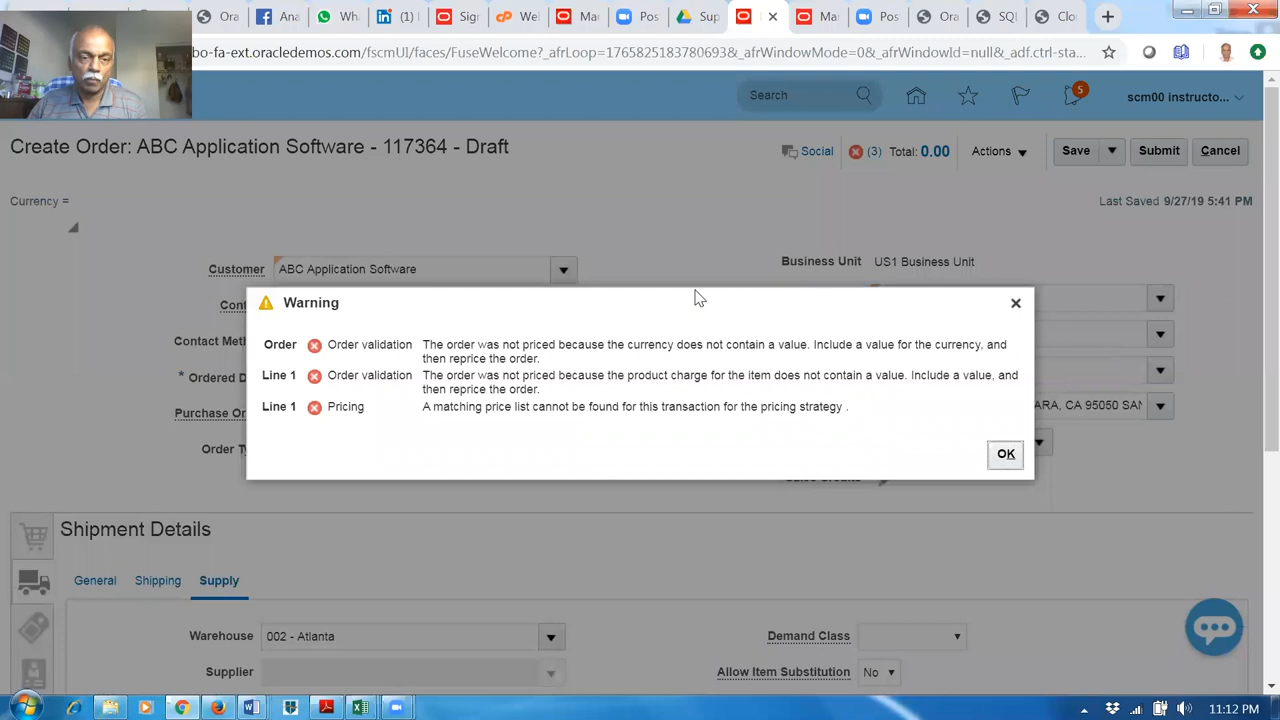 Ora
Ana
Wh
(1)
Sig
We
Ma
Pos
Sup
Ma
Pos
Ora
SQL
Clo
bo-fa-ext.oracledemos.com/fscmUI/faces/FuseWelcome?_afrLoop=17658251837806938&_afrWindowMode=0&_afrWindowId=null&_adf.ctrl-sta...
Search
5
scm00 instructo...
Create Order: ABC Application Software - 117364 - Draft
Social
(3) Total: 0.00
Actions
Save
Submit
Cancel
Currency =
Last Saved 9/27/19 5:41 PM
Customer ABC Application Software
Business Unit US1 Business Unit
Cont
Contact Meth
* Ordered D
Purchase Or
Order Ty
ARA, CA 95050 SAN
Warning
Order Order validation The order was not priced because the currency does not contain a value. Include a value for the currency, and
then reprice the order.
Line 1 Order validation The order was not priced because the product charge for the item does not contain a value. Include a value, and
then reprice the order.
Line 1 Pricing A matching price list cannot be found for this transaction for the pricing strategy .
OK
Shipment Details
General Shipping Supply
Warehouse 002 - Atlanta
Demand Class
Supplier
Allow Item Substitution No
11:12 PM